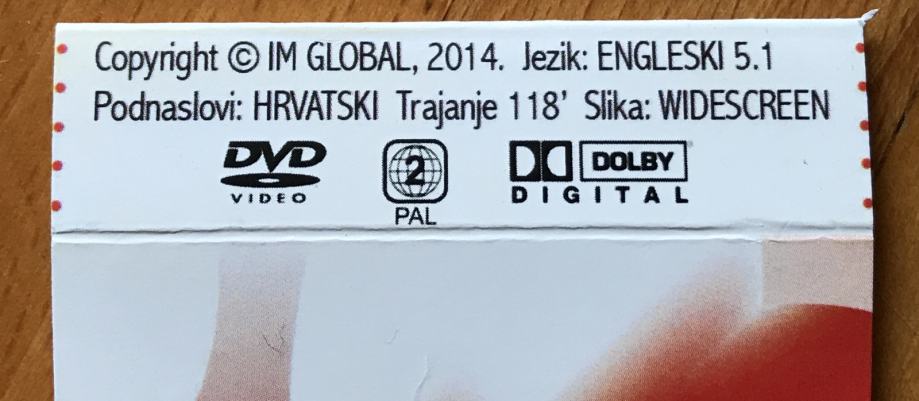 Copyright © IM GLOBAL, 2014. Jezik: ENGLESKI 5.1
Podnaslovi: HRVATSKI Trajanje 118' Slika: WIDESCREEN
DVD 2 DOLBY
VIDEO PAL DIGITAL